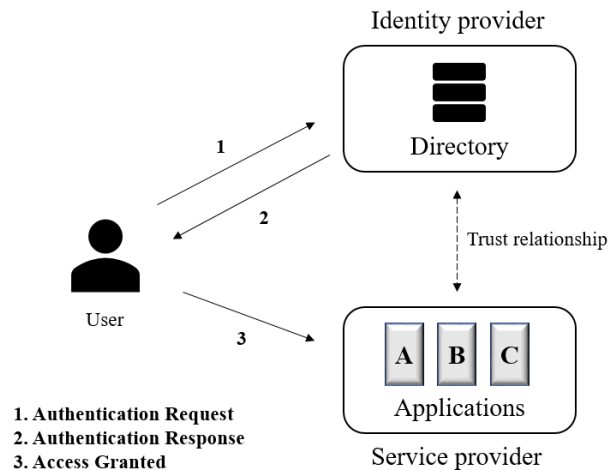 Identity provider
Directory
1
2
Trust relationship
User
3
A B C
Applications
Service provider
1. Authentication Request
2. Authentication Response
3. Access Granted